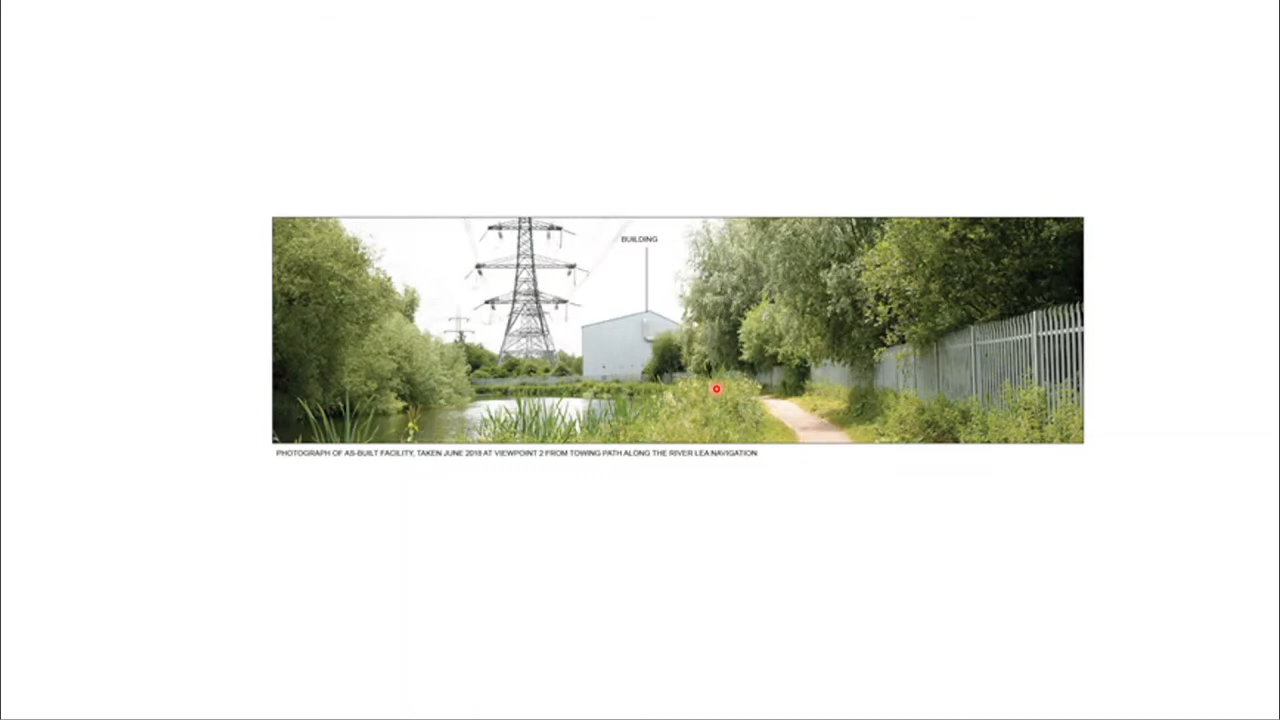 BUILDING
PHOTOGRAPH OF AS-BUILT FACILITY, TAKEN JUNE 2018 AT VIEWPOINT 2 FROM TOWING PATH ALONG THE RIVER LEA NAVIGATION